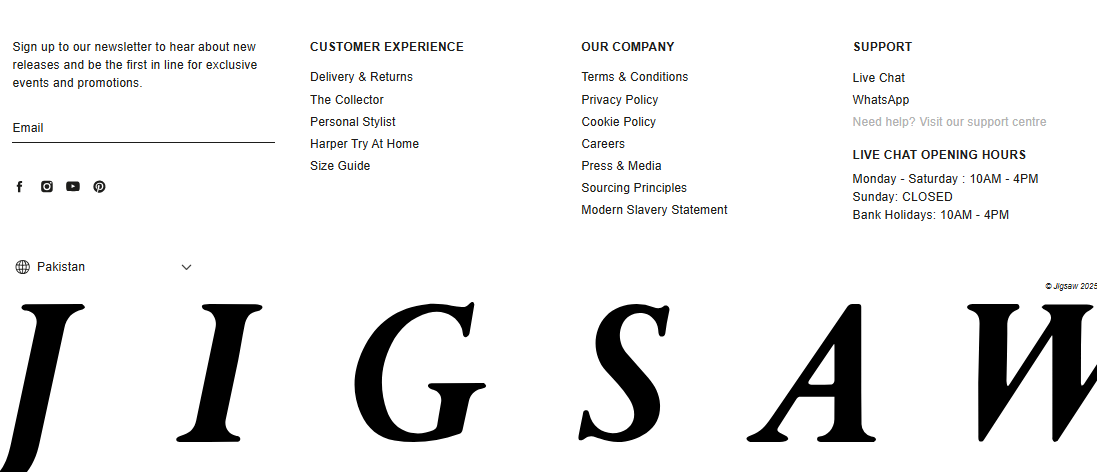 Sign up to our newsletter to hear about new
releases and be the first in line for exclusive
events and promotions.
Email
Pakistan
CUSTOMER EXPERIENCE
Delivery & Returns
The Collector
Personal Stylist
Harper Try At Home
Size Guide
OUR COMPANY
Terms & Conditions
Privacy Policy
Cookie Policy
Careers
Press & Media
Sourcing Principles
Modern Slavery Statement
SUPPORT
Live Chat
WhatsApp
Need help? Visit our support centre
LIVE CHAT OPENING HOURS
Monday - Saturday : 10AM - 4PM
Sunday: CLOSED
Bank Holidays: 10AM - 4PM
© Jigsaw 2025
JIGSAW